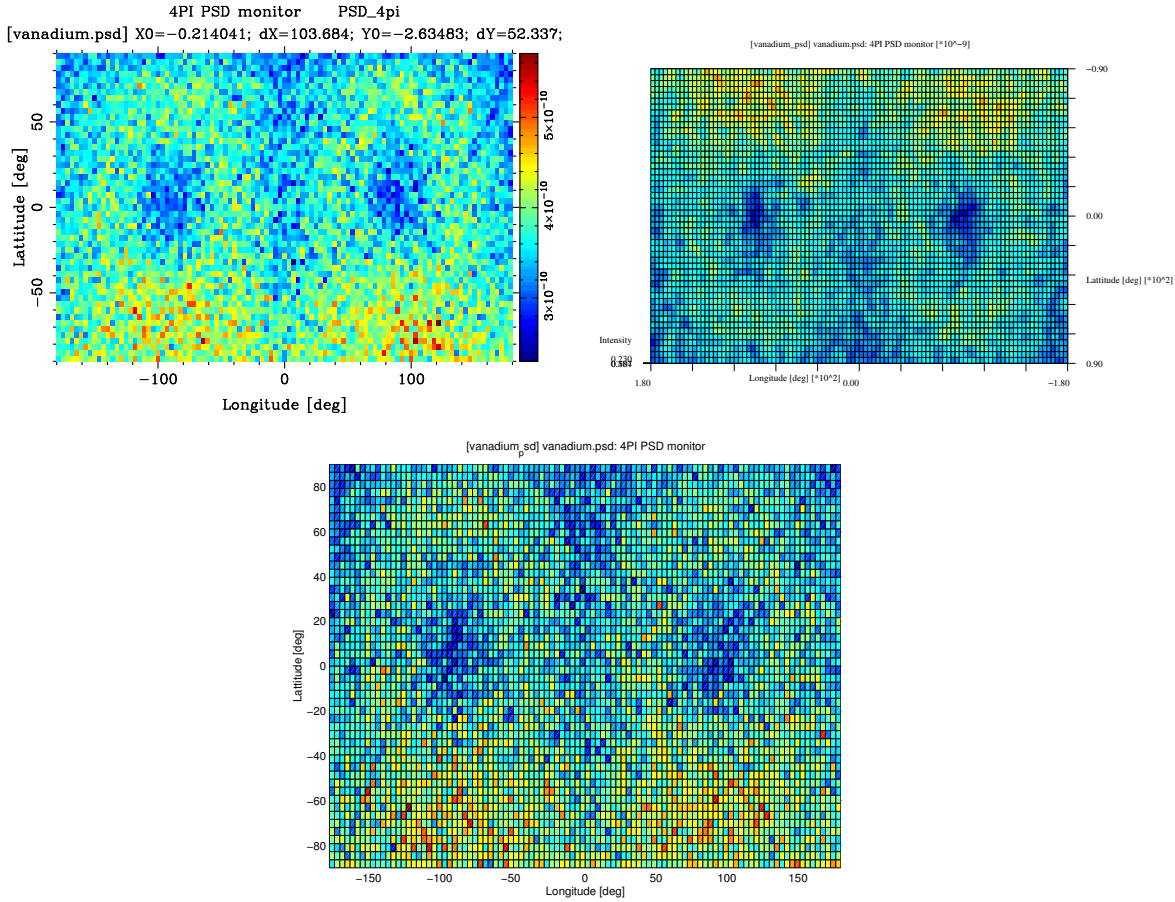 4PI PSD monitor PSD_4pi
[vanadium.psd] X0=−0.214041; dX=103.684; Y0=−2.63483; dY=52.337;
50
0
−50
Lattitude [deg]
−100 0 100
Longitude [deg]
5×10−10
4×10−10
3×10−10
[vanadium_psd] vanadium.psd: 4PI PSD monitor [*10^−9]
−0.90
0.00
Lattitude [deg] [*10^2]
0.90
Intensity
0.230
1.80 0.00 −1.80
Longitude [deg] [*10^2]
[vanadium_psd] vanadium.psd: 4PI PSD monitor
80
60
40
20
0
−20
−40
−60
−80
Lattitude [deg]
−150 −100 −50 0 50 100 150
Longitude [deg]